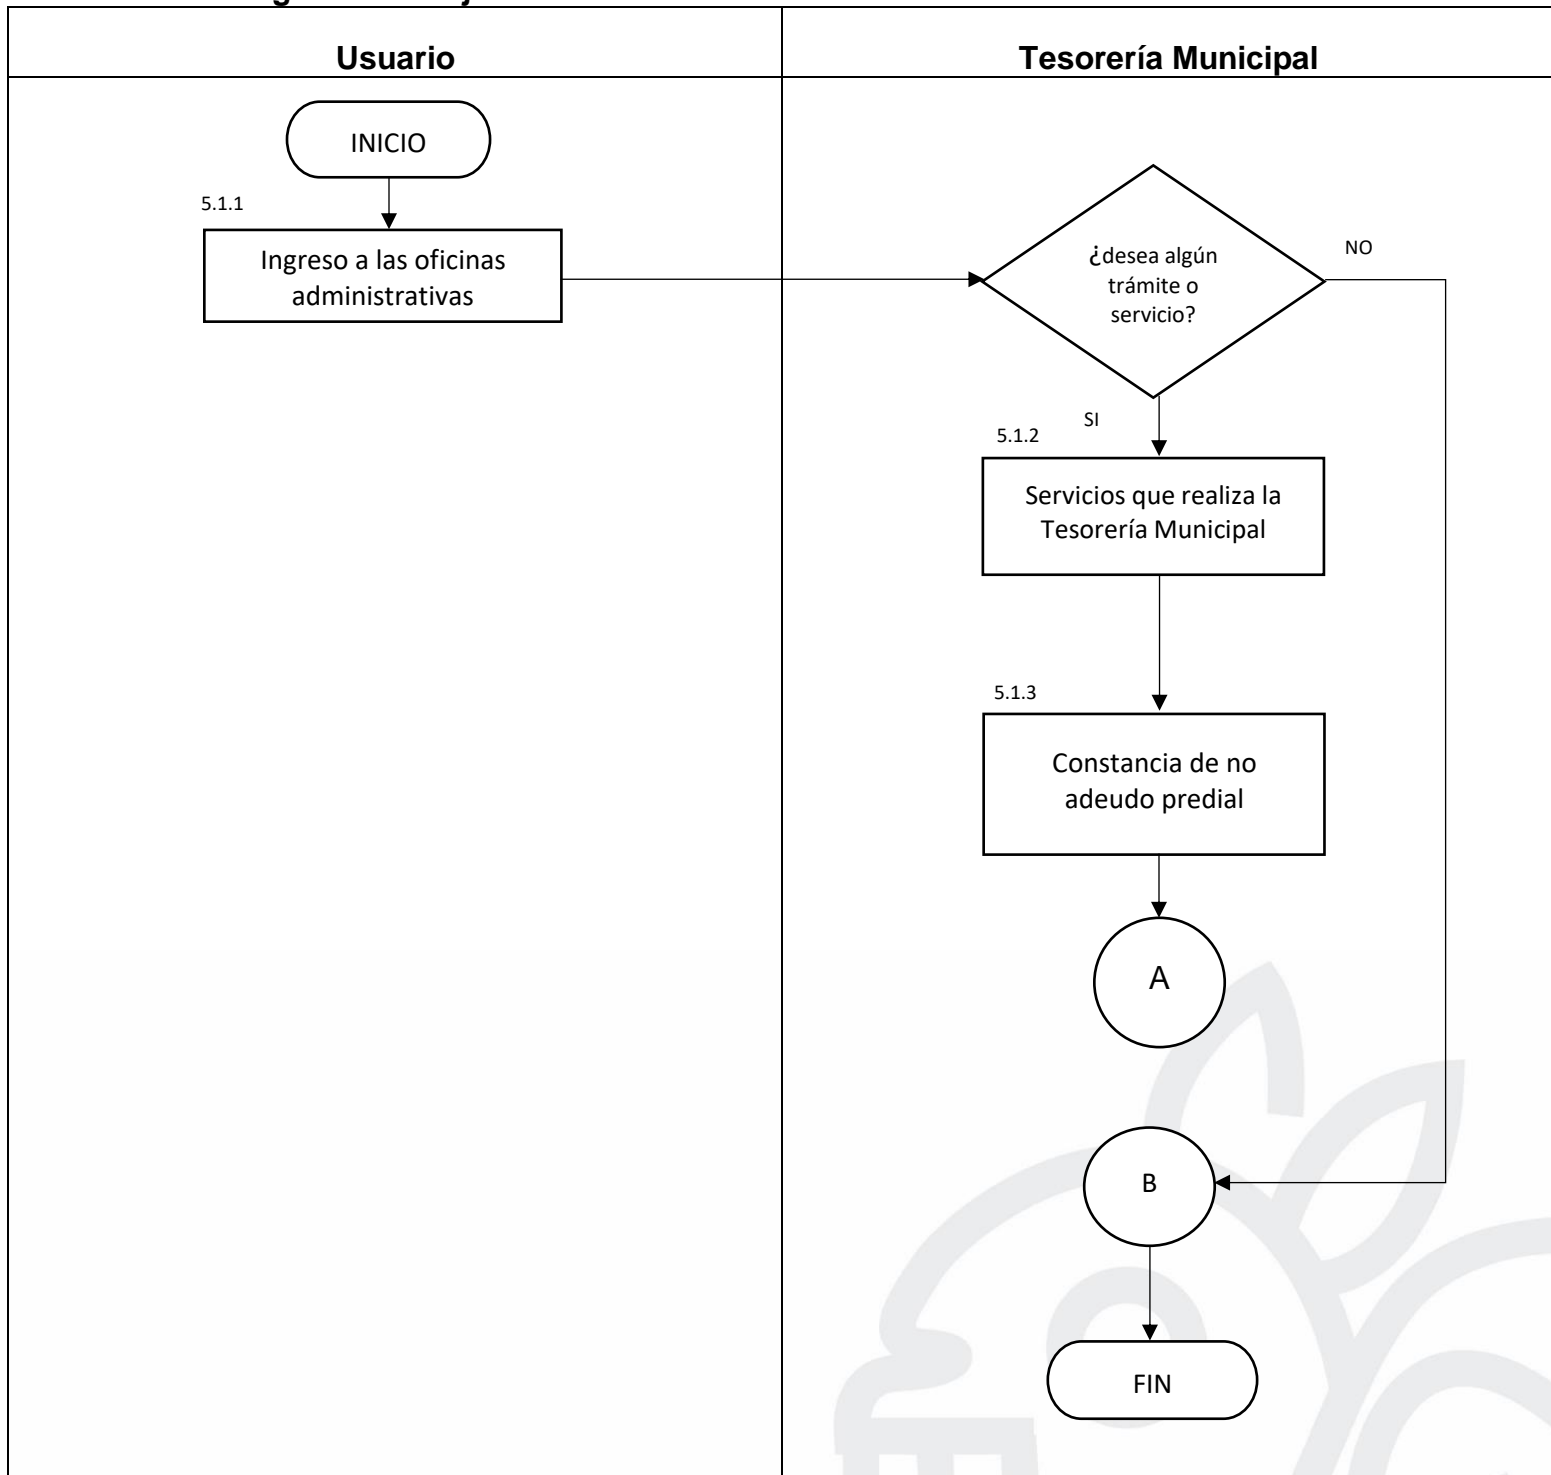 Usuario
Tesorería Municipal
INICIO
5.1.1
Ingreso a las oficinas
administrativas
¿desea algún
trámite o
servicio?
NO
SI
5.1.2
Servicios que realiza la
Tesorería Municipal
5.1.3
Constancia de no
adeudo predial
A
B
FIN